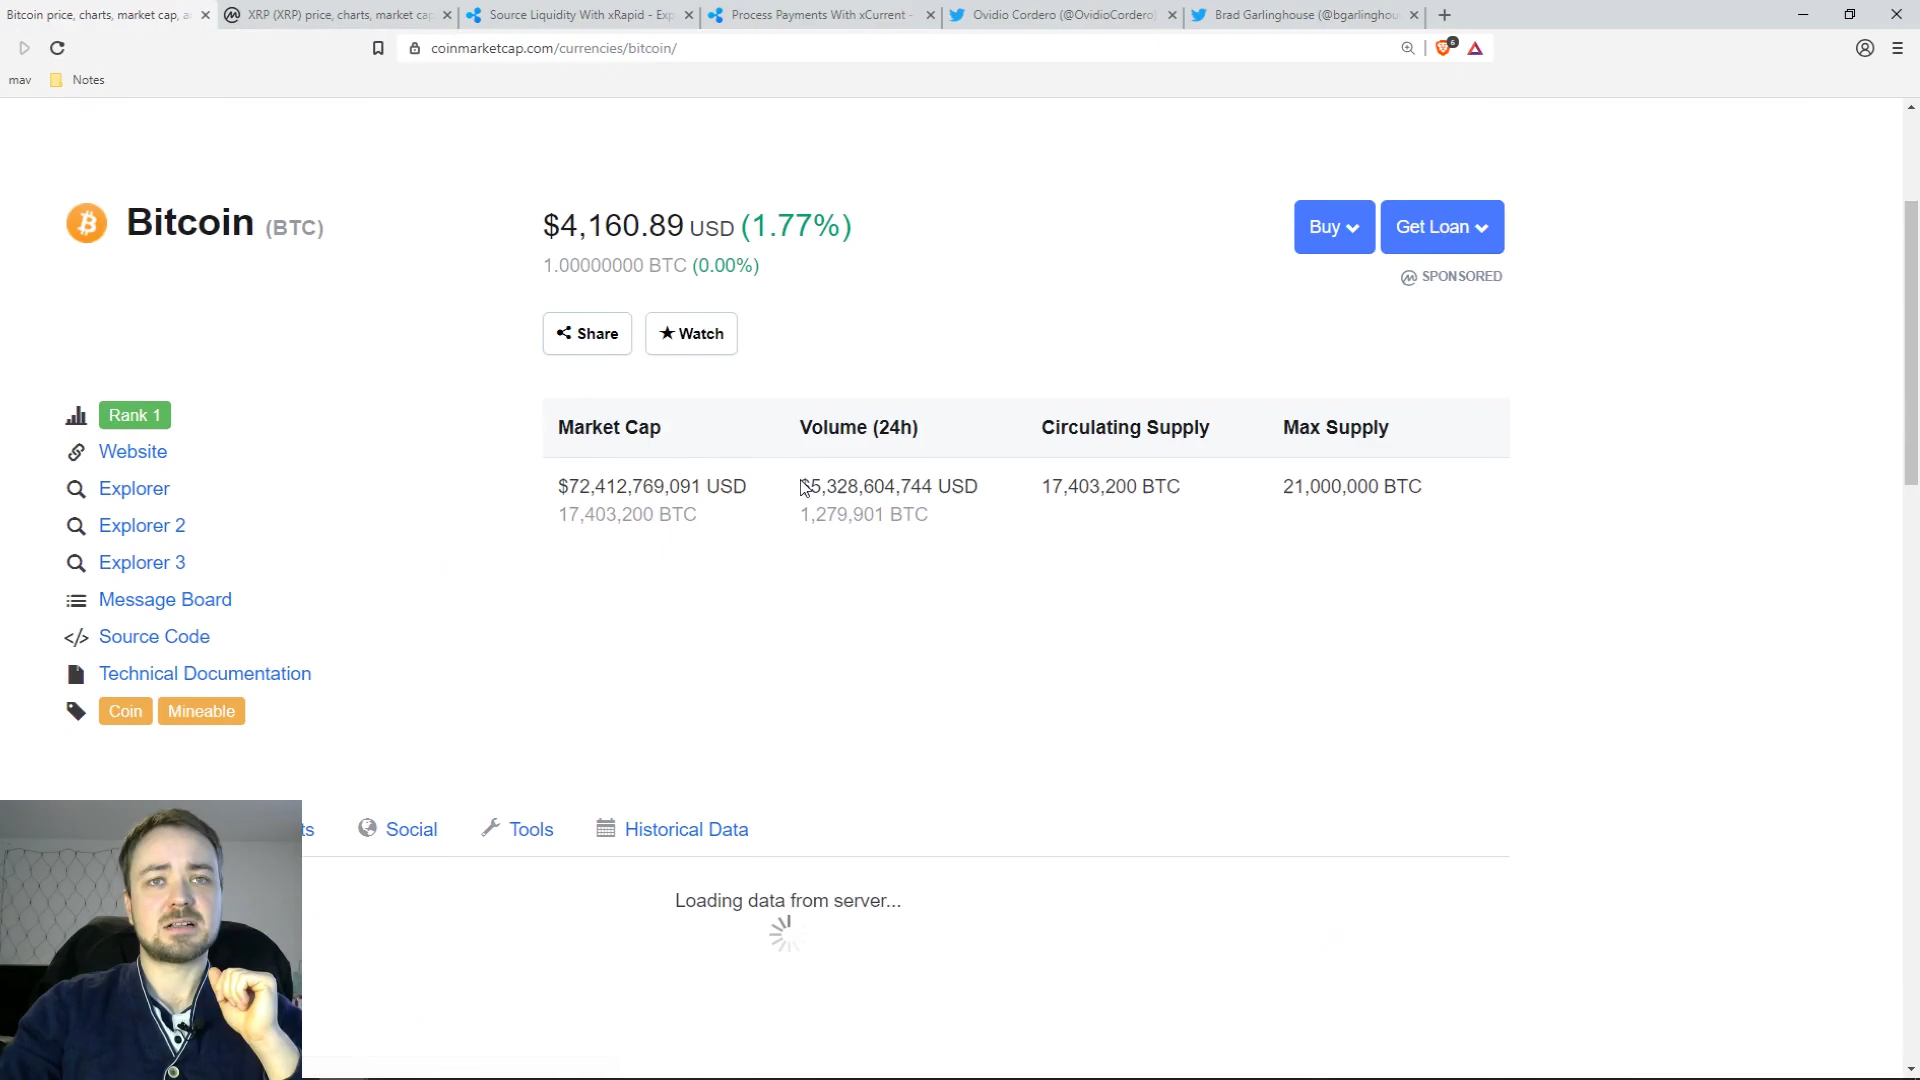 Bitcoin price, charts, market cap, a
XRP (XRP) price, charts, market cap
Source Liquidity With xRapid - Exp
Process Payments With xCurrent -
Ovidio Cordero (@OvidioCordero)
Brad Garlinghouse (@bgarlinghou
coinmarketcap.com/currencies/bitcoin/
6
mav
Notes
Bitcoin (BTC)
$4,160.89 USD (1.77%)
1.00000000 BTC (0.00%)
Buy
Get Loan
SPONSORED
Share
Watch
Rank 1
Website
Explorer
Explorer 2
Explorer 3
Message Board
Source Code
Technical Documentation
Coin
Mineable
Market Cap
Volume (24h)
Circulating Supply
Max Supply
$72,412,769,091 USD
$5,328,604,744 USD
17,403,200 BTC
21,000,000 BTC
17,403,200 BTC
1,279,901 BTC
ts
Social
Tools
Historical Data
Loading data from server...